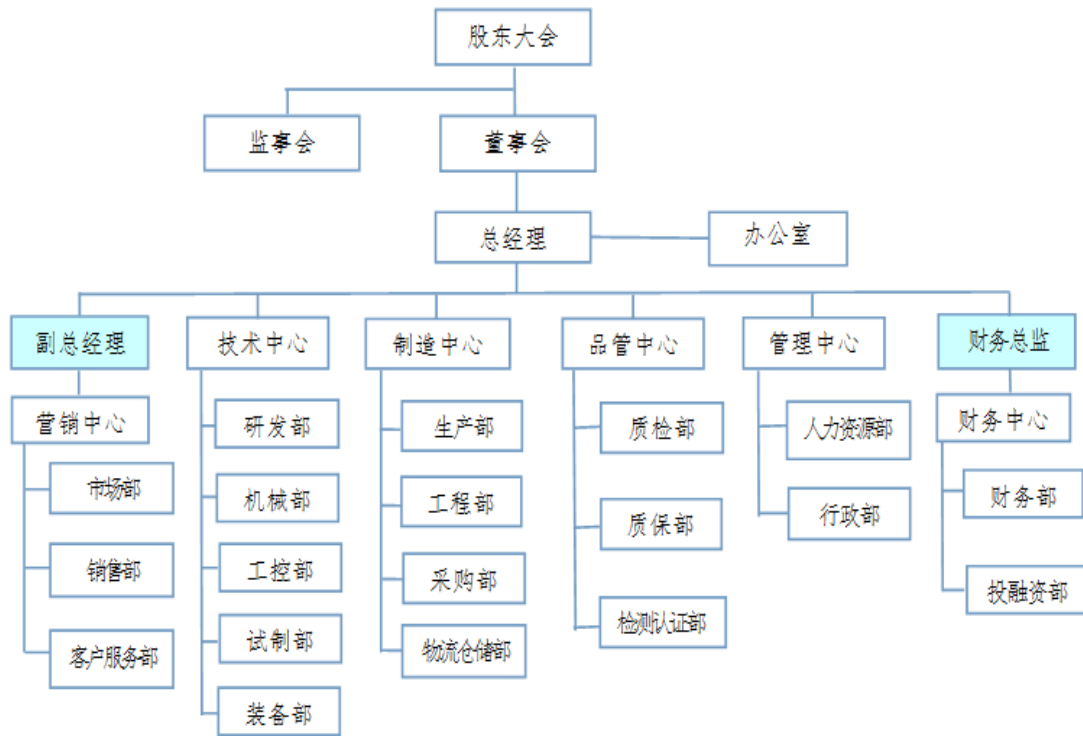 股东大会
监事会
董事会
总经理
办公室
副总经理
技术中心
制造中心
品管中心
管理中心
财务总监
营销中心
市场部
销售部
客户服务部
研发部
机械部
工控部
试制部
装备部
生产部
工程部
采购部
物流仓储部
质检部
质保部
检测认证部
人力资源部
行政部
财务中心
财务部
投融资部